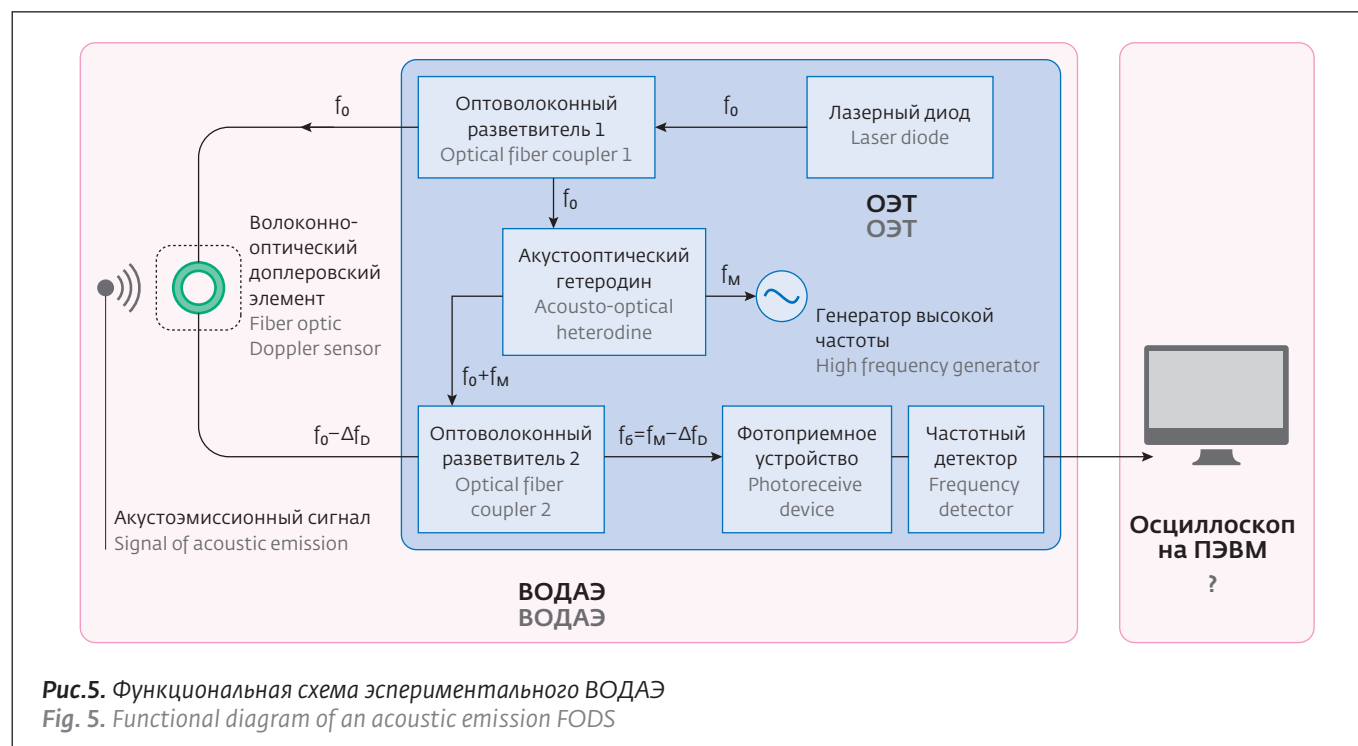 f₀
Оптоволоконный
разветвитель 1
Optical fiber coupler 1
f₀
Лазерный диод
Laser diode
ОЭТ
ОЭТ
f₀
Волоконно-
оптический
доплеровский
элемент
Fiber optic
Doppler sensor
Акустооптический
гетеродин
Acousto-optical
heterodine
fм
Генератор высокой
частоты
High frequency generator
f₀+fм
f₀−Δf_D
Оптоволоконный
разветвитель 2
Optical fiber
coupler 2
fб=fм−Δf_D
Фотоприемное
устройство
Photoreceive
device
Частотный
детектор
Frequency
detector
Акустоэмиссионный сигнал
Signal of acoustic emission
Осциллоскоп
на ПЭВМ
?
ВОДАЭ
ВОДАЭ
Рис.5. Функциональная схема эспериментального ВОДАЭ
Fig. 5. Functional diagram of an acoustic emission FODS